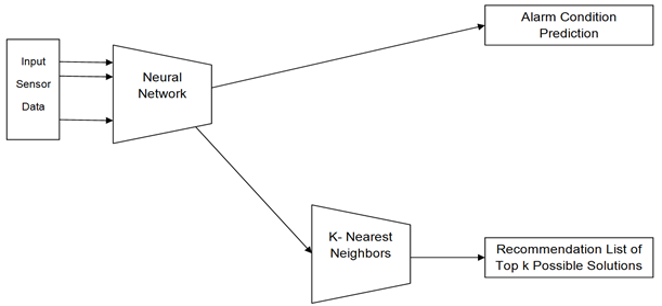 Input
Sensor
Data
Neural
Network
Alarm Condition
Prediction
K- Nearest
Neighbors
Recommendation List of
Top k Possible Solutions